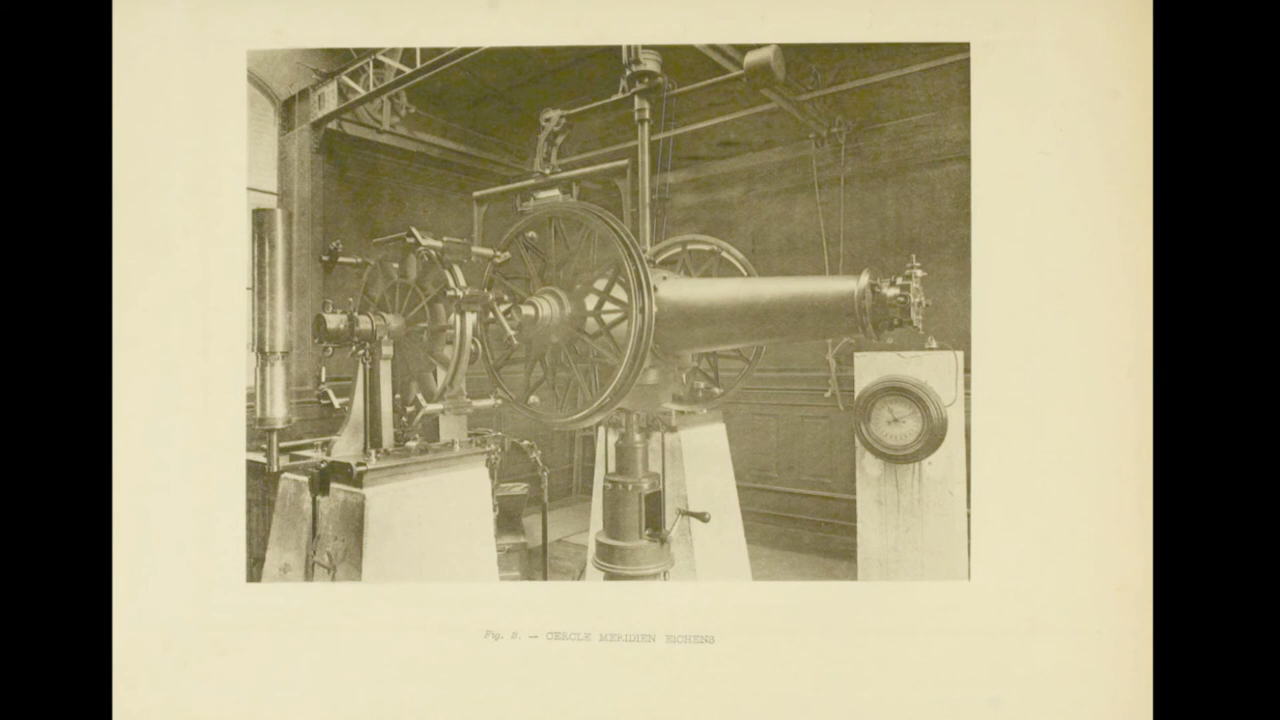 Fig. 8. — CERCLE MERIDIEN EICHENS